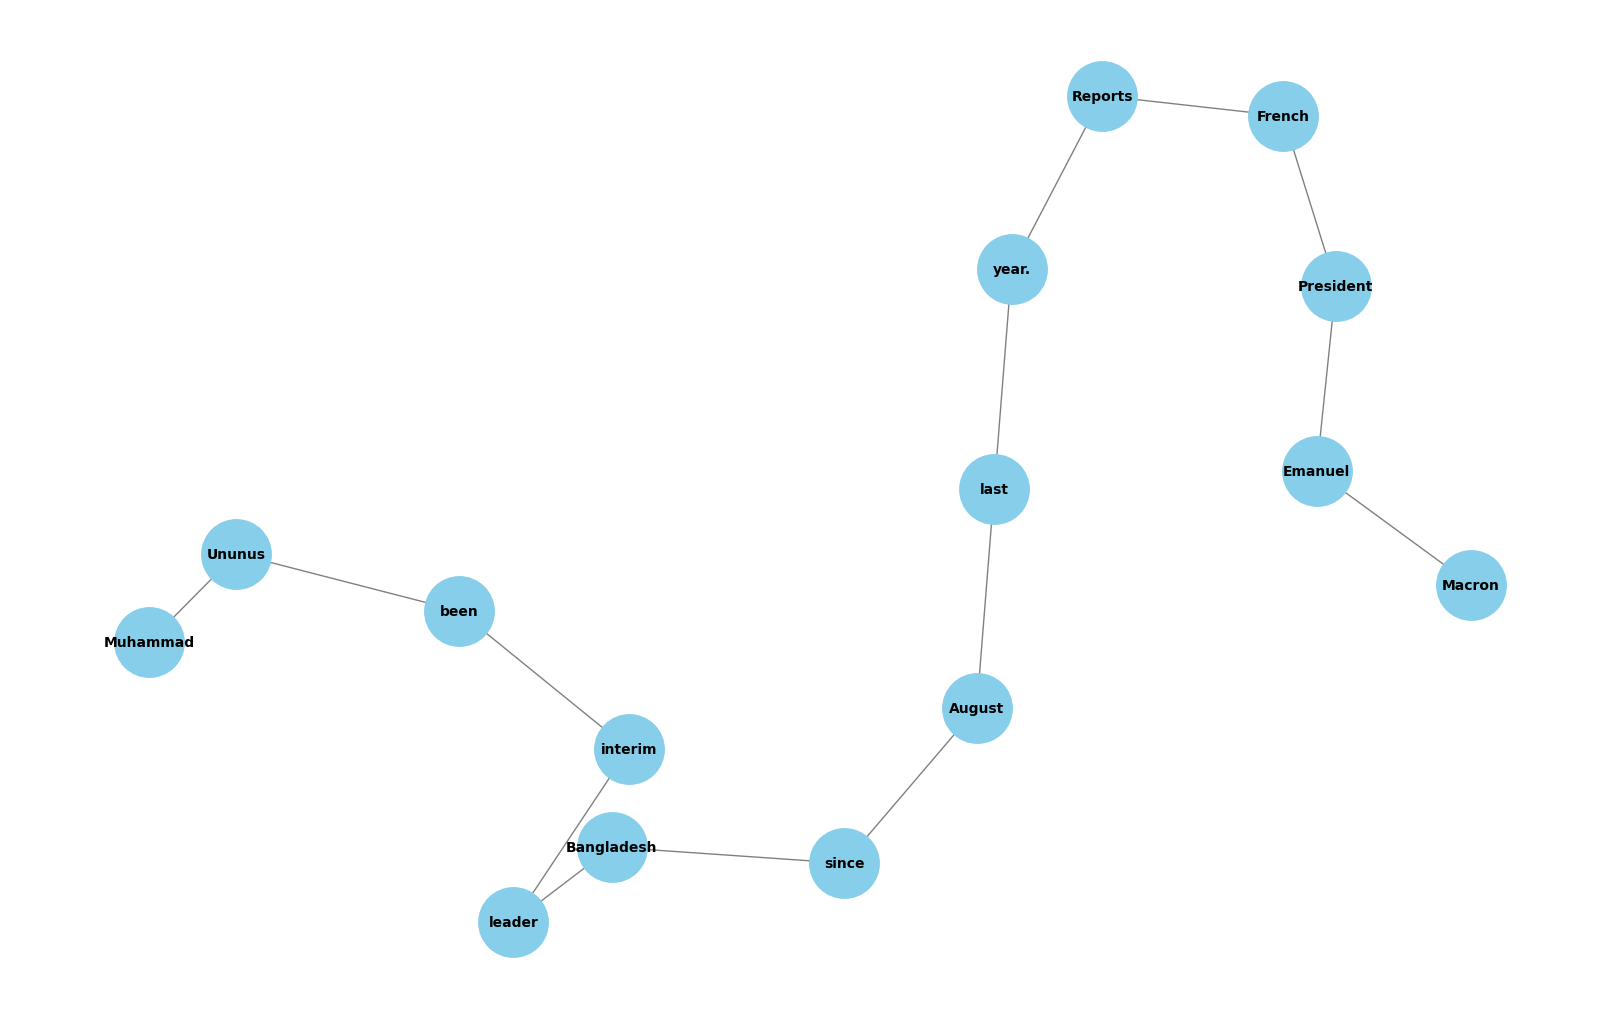 Reports
French
year.
President
Emanuel
last
Ununus
Macron
been
Muhammad
August
interim
Bangladesh
since
leader